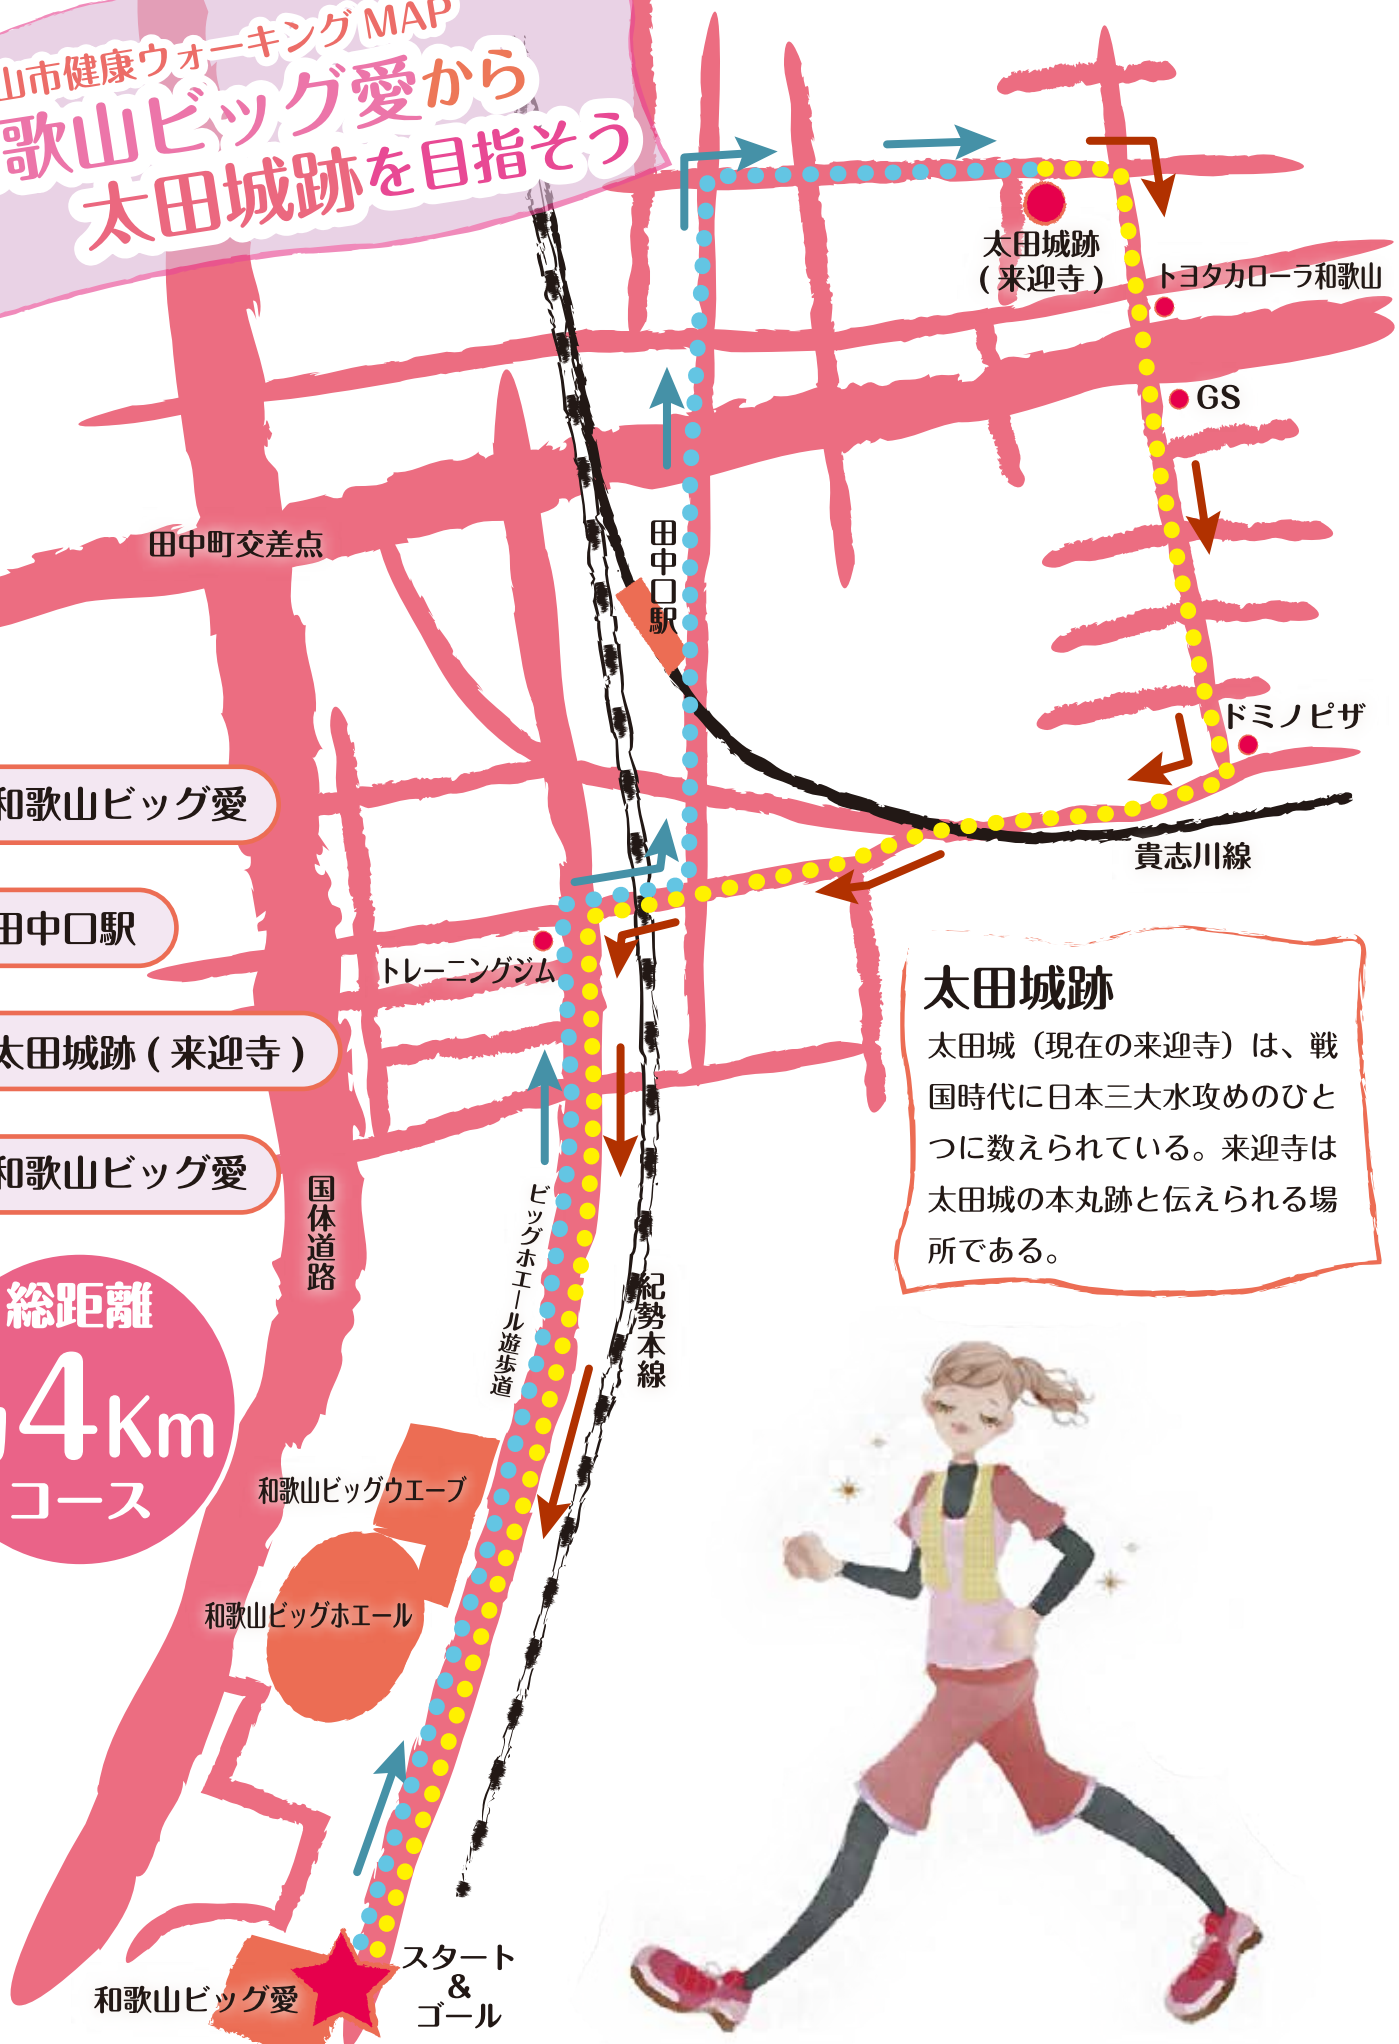 山市健康ウォーキングMAP
歌山ビッグ愛から
太田城跡を目指そう
太田城跡
(来迎寺)
トヨタカローラ和歌山
GS
田中町交差点
田中口駅
ドミノピザ
和歌山ビッグ愛
貴志川線
田中口駅
トレーニングジム
太田城跡(来迎寺)
和歌山ビッグ愛
国体道路
ビッグホエール遊歩道
紀勢本線
太田城跡
太田城（現在の来迎寺）は、戦
国時代に日本三大水攻めのひと
つに数えられている。来迎寺は
太田城の本丸跡と伝えられる場
所である。
総距離
4Km
コース
和歌山ビッグウエーブ
和歌山ビッグホエール
和歌山ビッグ愛
スタート
&
ゴール